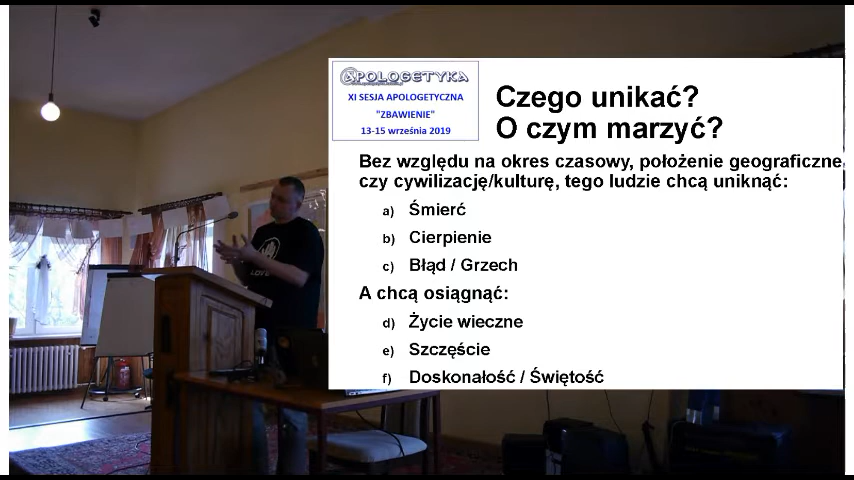 @POLOGETYKA
XI SESJA APOLOGETYCZNA
"ZBAWIENIE"
13-15 września 2019
Czego unikać?
O czym marzyć?
Bez względu na okres czasowy, położenie geograficzne
czy cywilizację/kulturę, tego ludzie chcą uniknąć:
a) Śmierć
b) Cierpienie
c) Błąd / Grzech
A chcą osiągnąć:
d) Życie wieczne
e) Szczęście
f) Doskonałość / Świętość